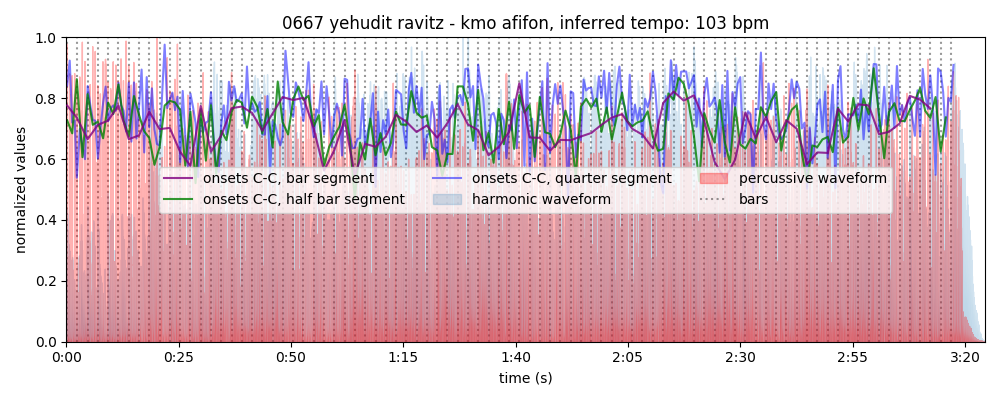 0667 yehudit ravitz - kmo afifon, inferred tempo: 103 bpm
1.0
0.8
0.6
0.4
0.2
0.0
normalized values
onsets C-C, bar segment
onsets C-C, half bar segment
onsets C-C, quarter segment
harmonic waveform
percussive waveform
bars
0:00 0:25 0:50 1:15 1:40 2:05 2:30 2:55 3:20
time (s)